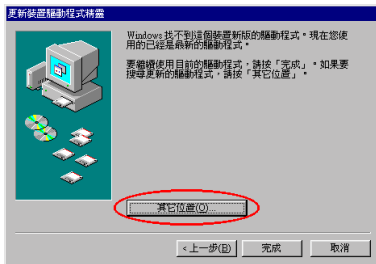 更新裝置驅動程式精靈
Windows 找不到這個裝置新版的驅動程式。現在您使
用的已經是最新的驅動程式。
要繼續使用目前的驅動程式，請按「完成」。如果要
搜尋更新的驅動程式，請按「其它位置」。
其它位置(O)...
<上一步(B)
完成
取消